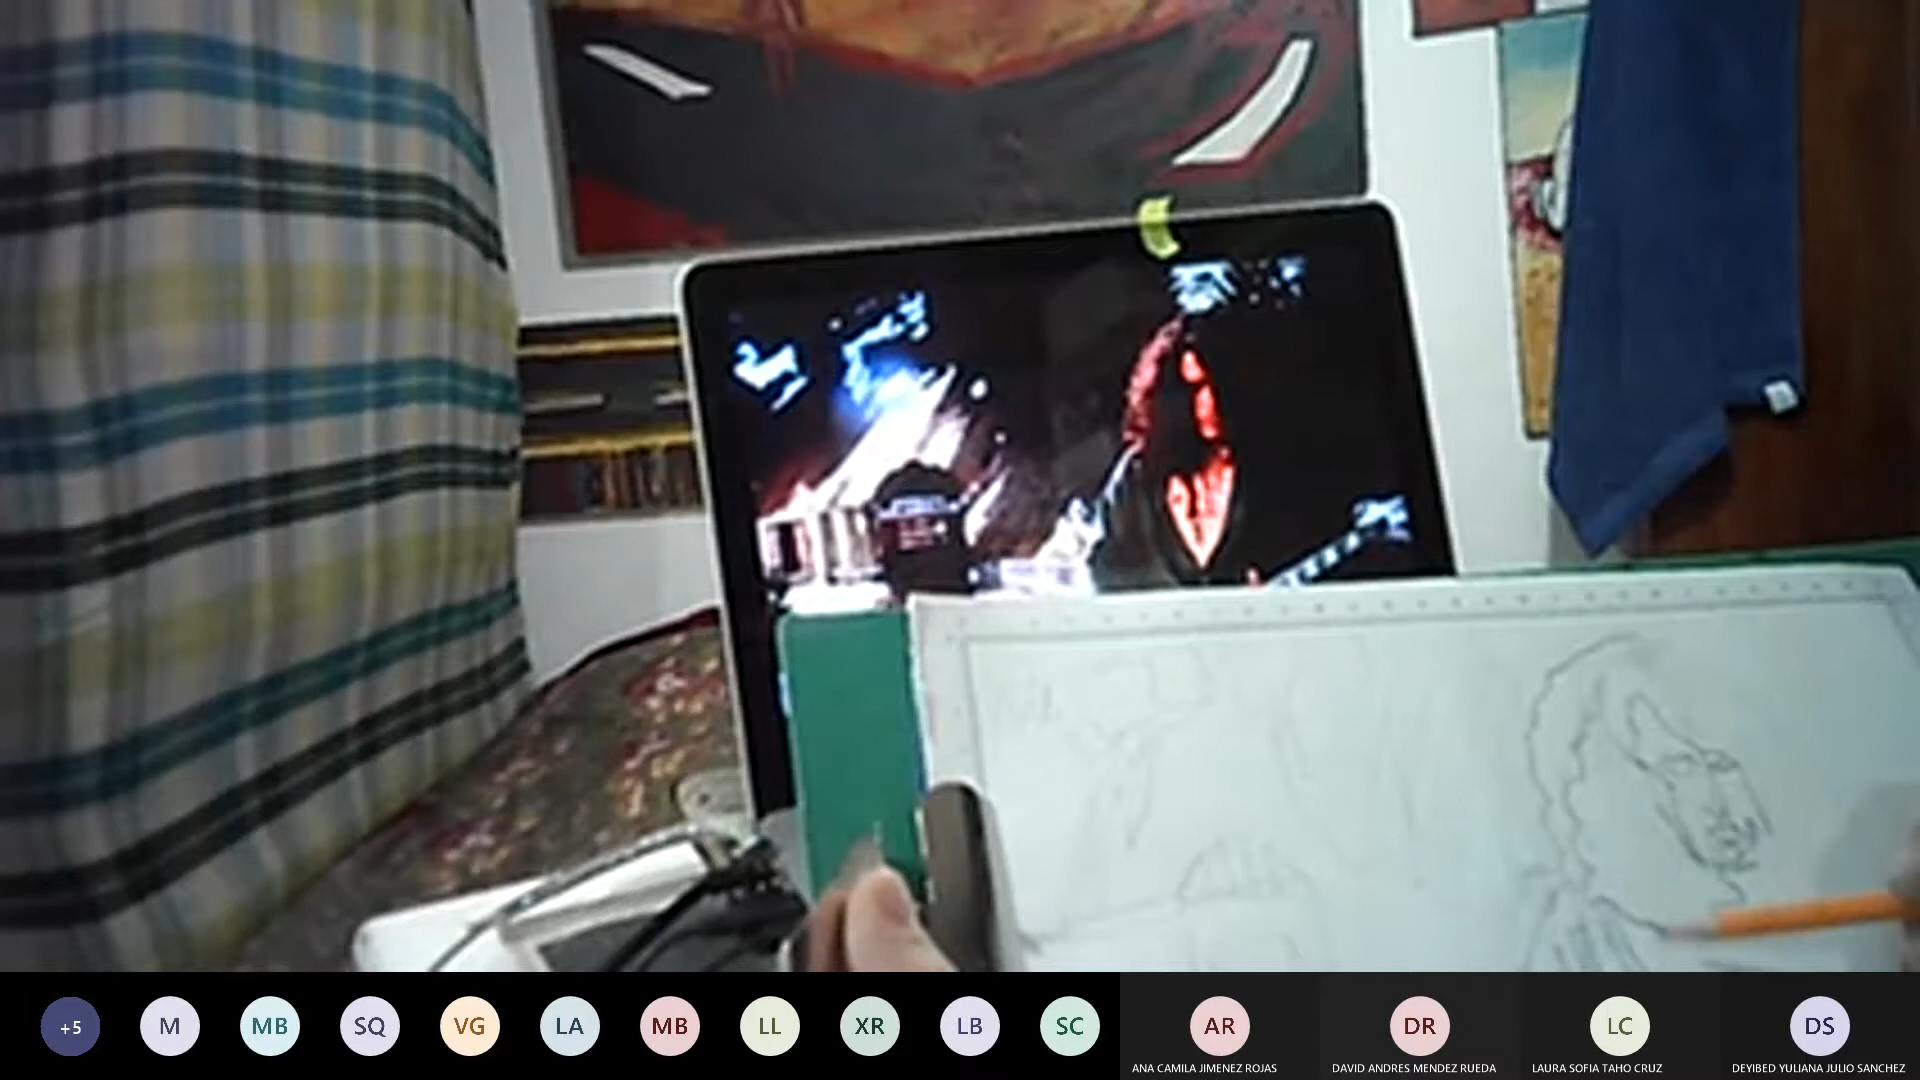 +5
M
MB
SQ
VG
LA
MB
LL
XR
LB
SC
AR
DR
LC
DS
ANA CAMILA JIMENEZ ROJAS
DAVID ANDRES MENDEZ RUEDA
LAURA SOFIA TAHO CRUZ
DEYIBED YULIANA JULIO SANCHEZ